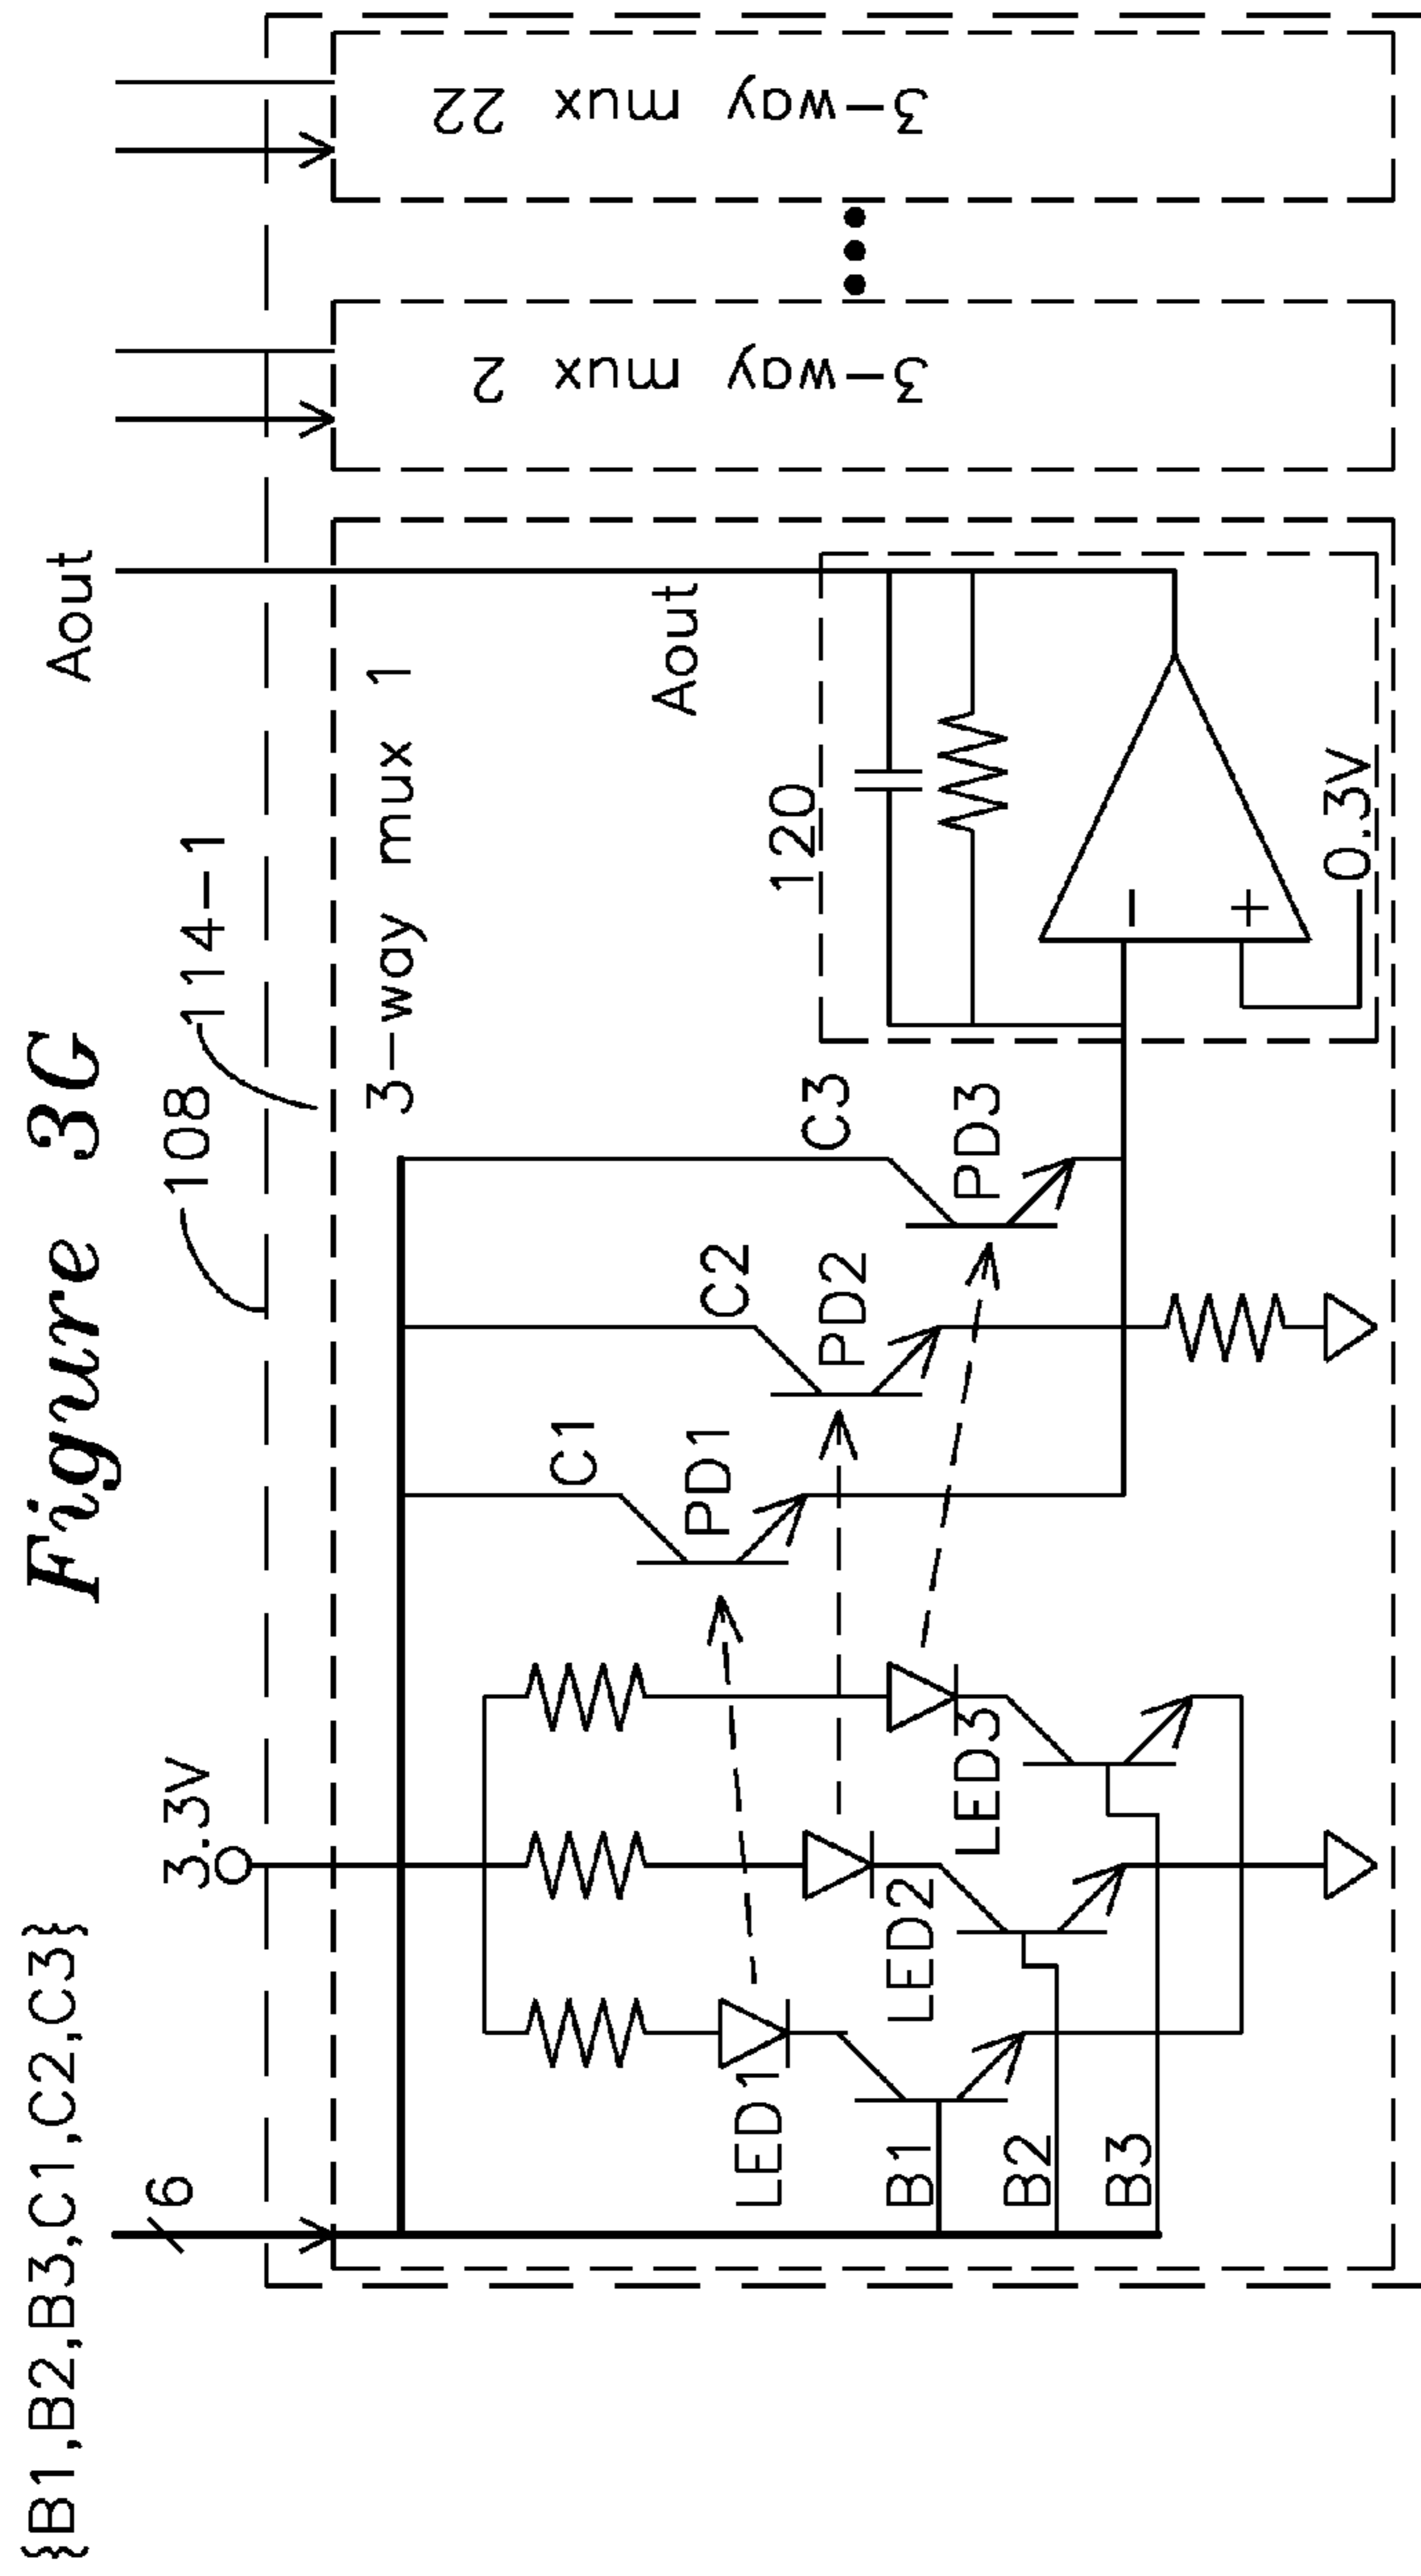 Figure 3G
{B1,B2,B3,C1,C2,C3}
6
3.3V
108
114-1
Aout
3-way mux 1
C1
PD1
C2
PD2
C3
PD3
LED1
LED2
LED3
B1
B2
B3
120
Aout
−
+
0.3V
3-way mux 2
3-way mux 22